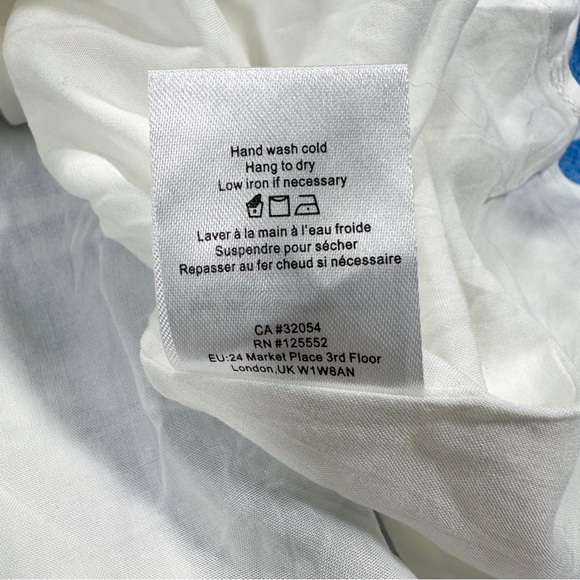 Hand wash cold
Hang to dry
Low iron if necessary
Laver à la main à l'eau froide
Suspendre pour sécher
Repasser au fer cheud si nécessaire
CA #32054
RN #125552
EU:24 Market Place 3rd Floor
London,UK W1W8AN